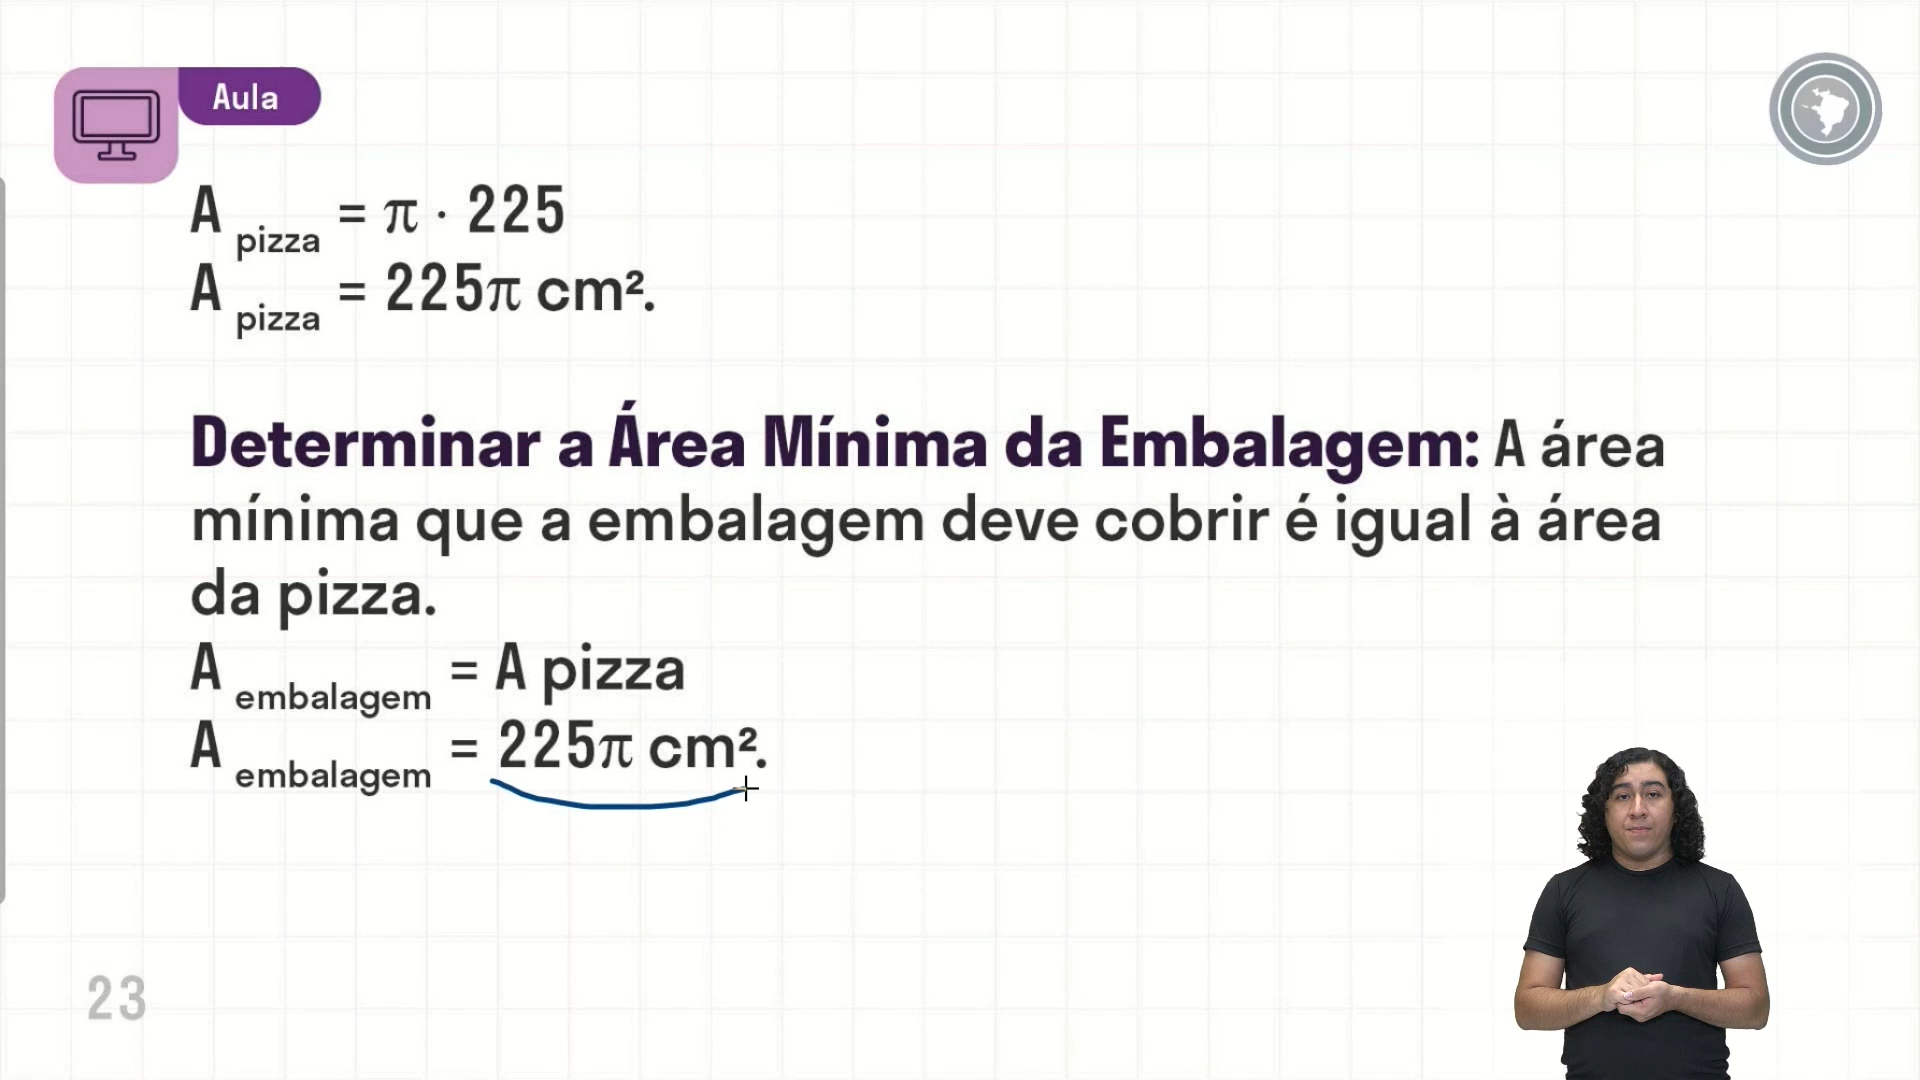 Aula
A pizza = π · 225
A pizza = 225π cm².
Determinar a Área Mínima da Embalagem: A área
mínima que a embalagem deve cobrir é igual à área
da pizza.
A embalagem = A pizza
A embalagem = 225π cm².
23